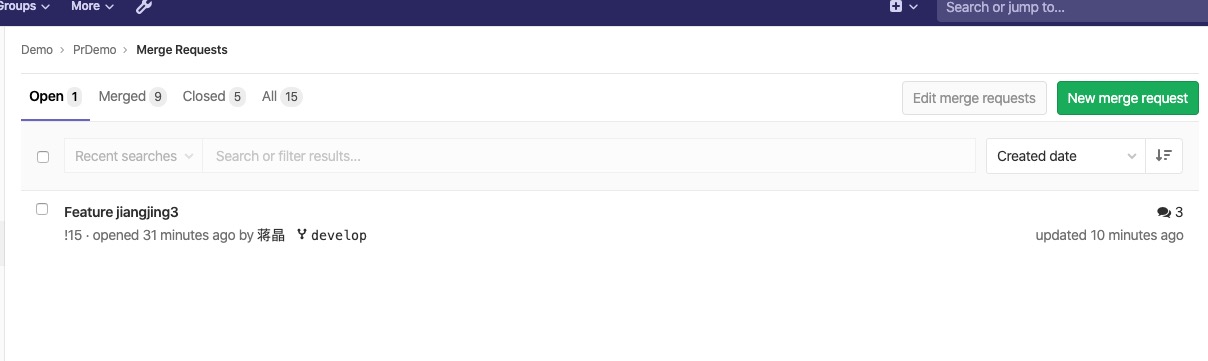 Groups More Search or jump to...
Demo › PrDemo › Merge Requests
Open 1 Merged 9 Closed 5 All 15 Edit merge requests New merge request
Recent searches Search or filter results... Created date
Feature jiangjing3 3
!15 · opened 31 minutes ago by 蒋晶 develop updated 10 minutes ago